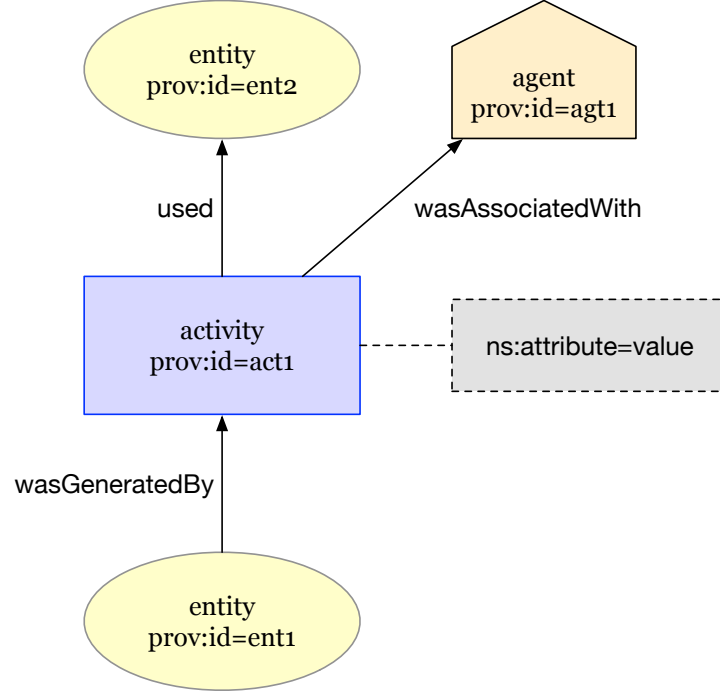 entity
prov:id=ent2
agent
prov:id=agt1
used
wasAssociatedWith
activity
prov:id=act1
ns:attribute=value
wasGeneratedBy
entity
prov:id=ent1